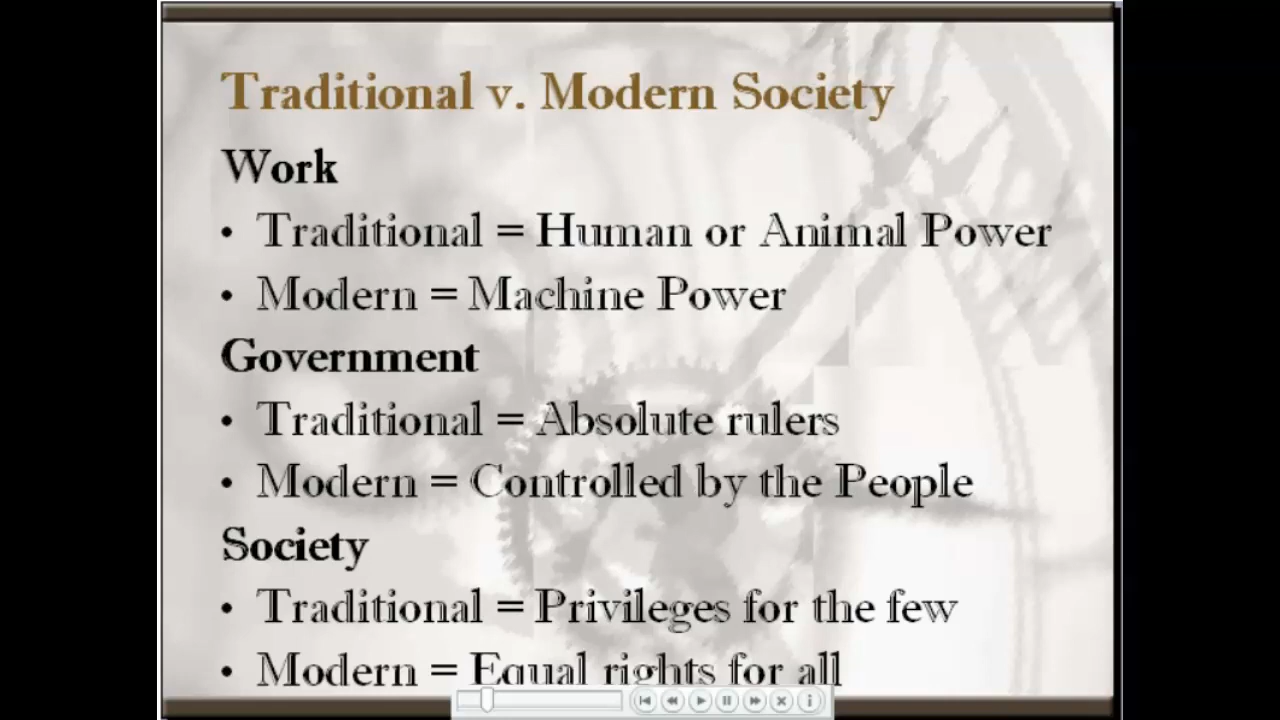 Traditional v. Modern Society
Work
• Traditional = Human or Animal Power
• Modern = Machine Power
Government
• Traditional = Absolute rulers
• Modern = Controlled by the People
Society
• Traditional = Privileges for the few
• Modern = Equal rights for all